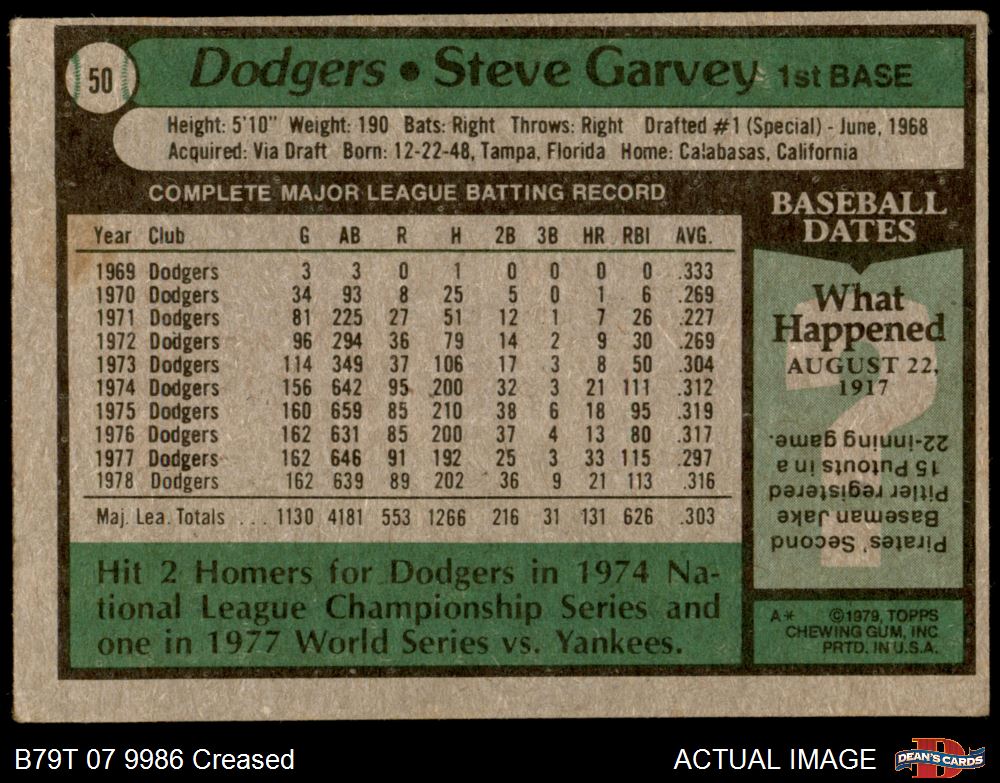 50
Dodgers • Steve Garvey 1st BASE
Height: 5'10" Weight: 190 Bats: Right Throws: Right Drafted #1 (Special) - June, 1968
Acquired: Via Draft Born: 12-22-48, Tampa, Florida Home: Calabasas, California
COMPLETE MAJOR LEAGUE BATTING RECORD
Year Club G AB R H 2B 3B HR RBI AVG.
1969 Dodgers 3 3 0 1 0 0 0 0 .333
1970 Dodgers 34 93 8 25 5 0 1 6 .269
1971 Dodgers 81 225 27 51 12 1 7 26 .227
1972 Dodgers 96 294 36 79 14 2 9 30 .269
1973 Dodgers 114 349 37 106 17 3 8 50 .304
1974 Dodgers 156 642 95 200 32 3 21 111 .312
1975 Dodgers 160 659 85 210 38 6 18 95 .319
1976 Dodgers 162 631 85 200 37 4 13 80 .317
1977 Dodgers 162 646 91 192 25 3 33 115 .297
1978 Dodgers 162 639 89 202 36 9 21 113 .316
Maj. Lea. Totals ... 1130 4181 553 1266 216 31 131 626 .303
Hit 2 Homers for Dodgers in 1974 Na-
tional League Championship Series and
one in 1977 World Series vs. Yankees.
BASEBALL
DATES
What
Happened
AUGUST 22,
1917
?
Pirates' Second
Baseman Jake
Pitler registered
15 Putouts in a
22-inning game.
A* ©1979, TOPPS
CHEWING GUM, INC
PRTD. IN U.S.A.
B79T 07 9986 Creased
ACTUAL IMAGE
D
DEAN'S CARDS